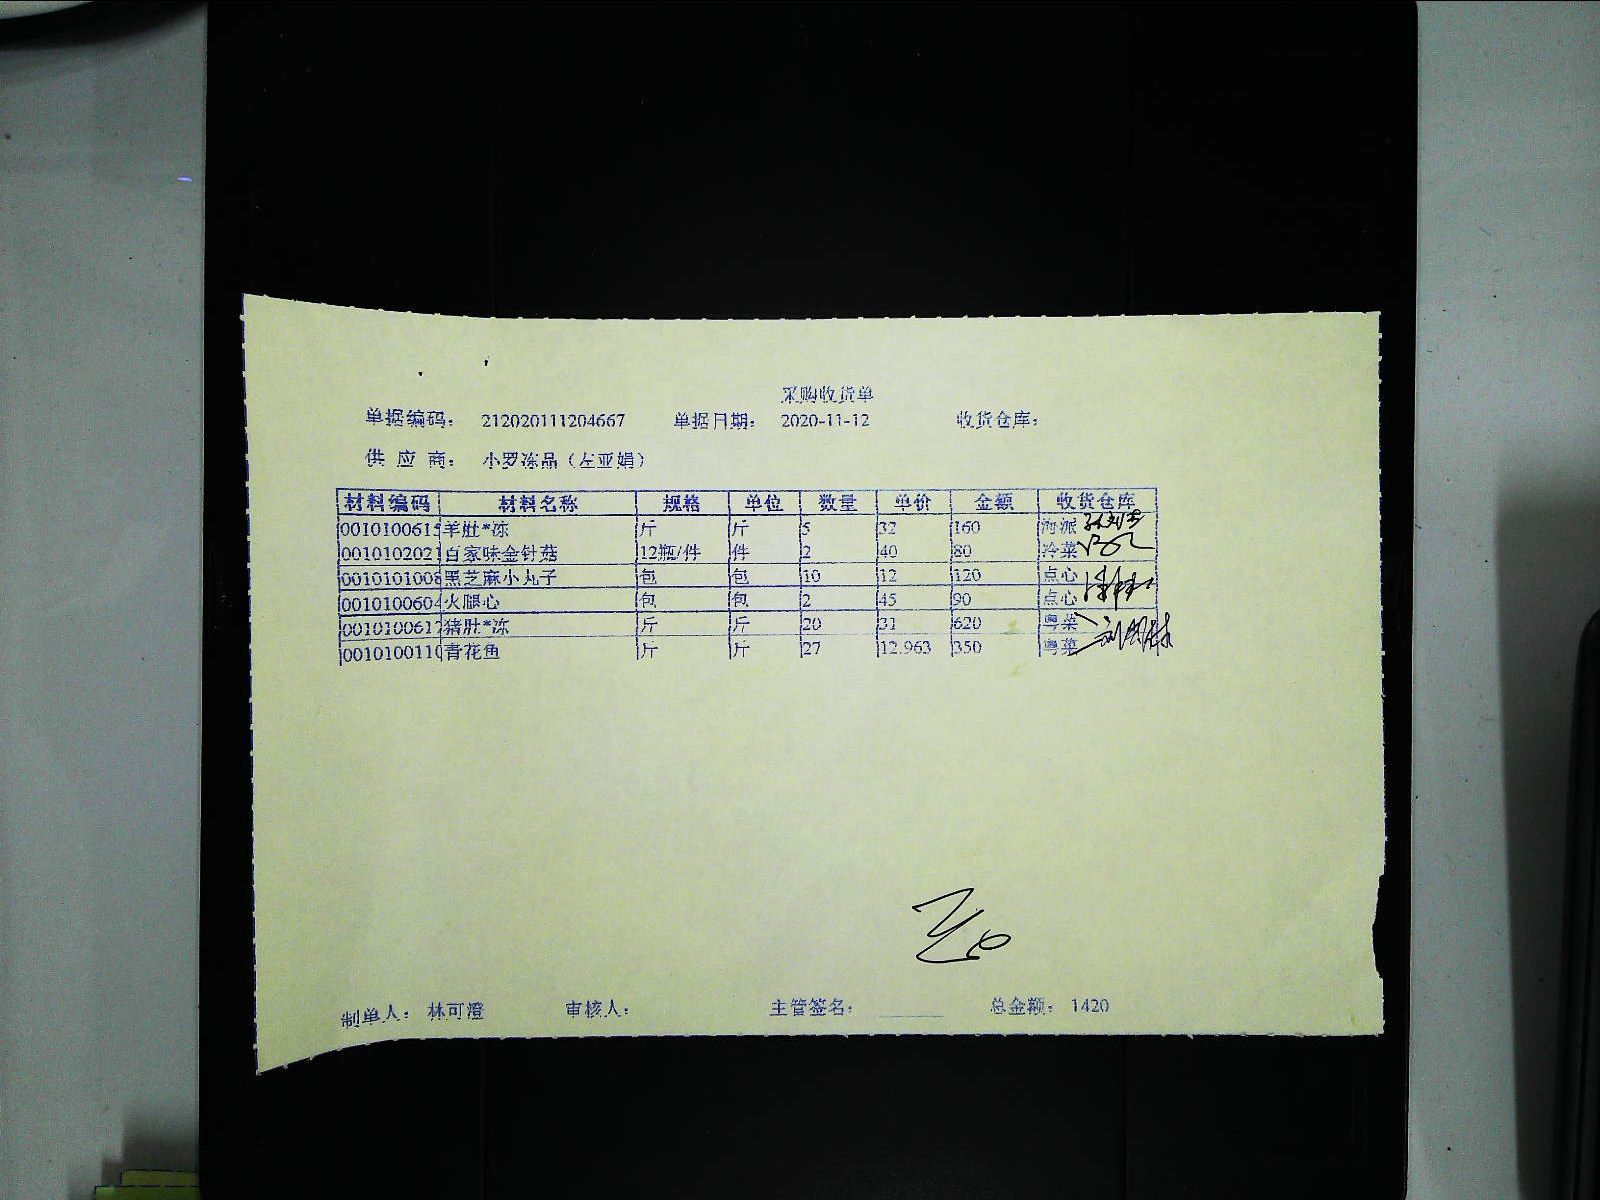 采购收货单
单据编码： 212020111204667 单据日期： 2020-11-12 收货仓库：
供 应 商： 小罗冻品（左亚娟）
材料编码 材料名称 规格 单位 数量 单价 金额 收货仓库
0010100615 羊肚*冻 斤 斤 5 32 160 海派
0010102021 百家味金针菇 12瓶/件 件 2 40 80 冷菜
0010101008 黑芝麻小丸子 包 包 10 12 120 点心
0010100604 火腿心 包 包 2 45 90 点心
0010100617 猪肚*冻 斤 斤 20 31 620 粤菜
0010100110 青花鱼 斤 斤 27 12.963 350 粤菜
制单人： 林可澄 审核人： 主管签名： 总金额： 1420